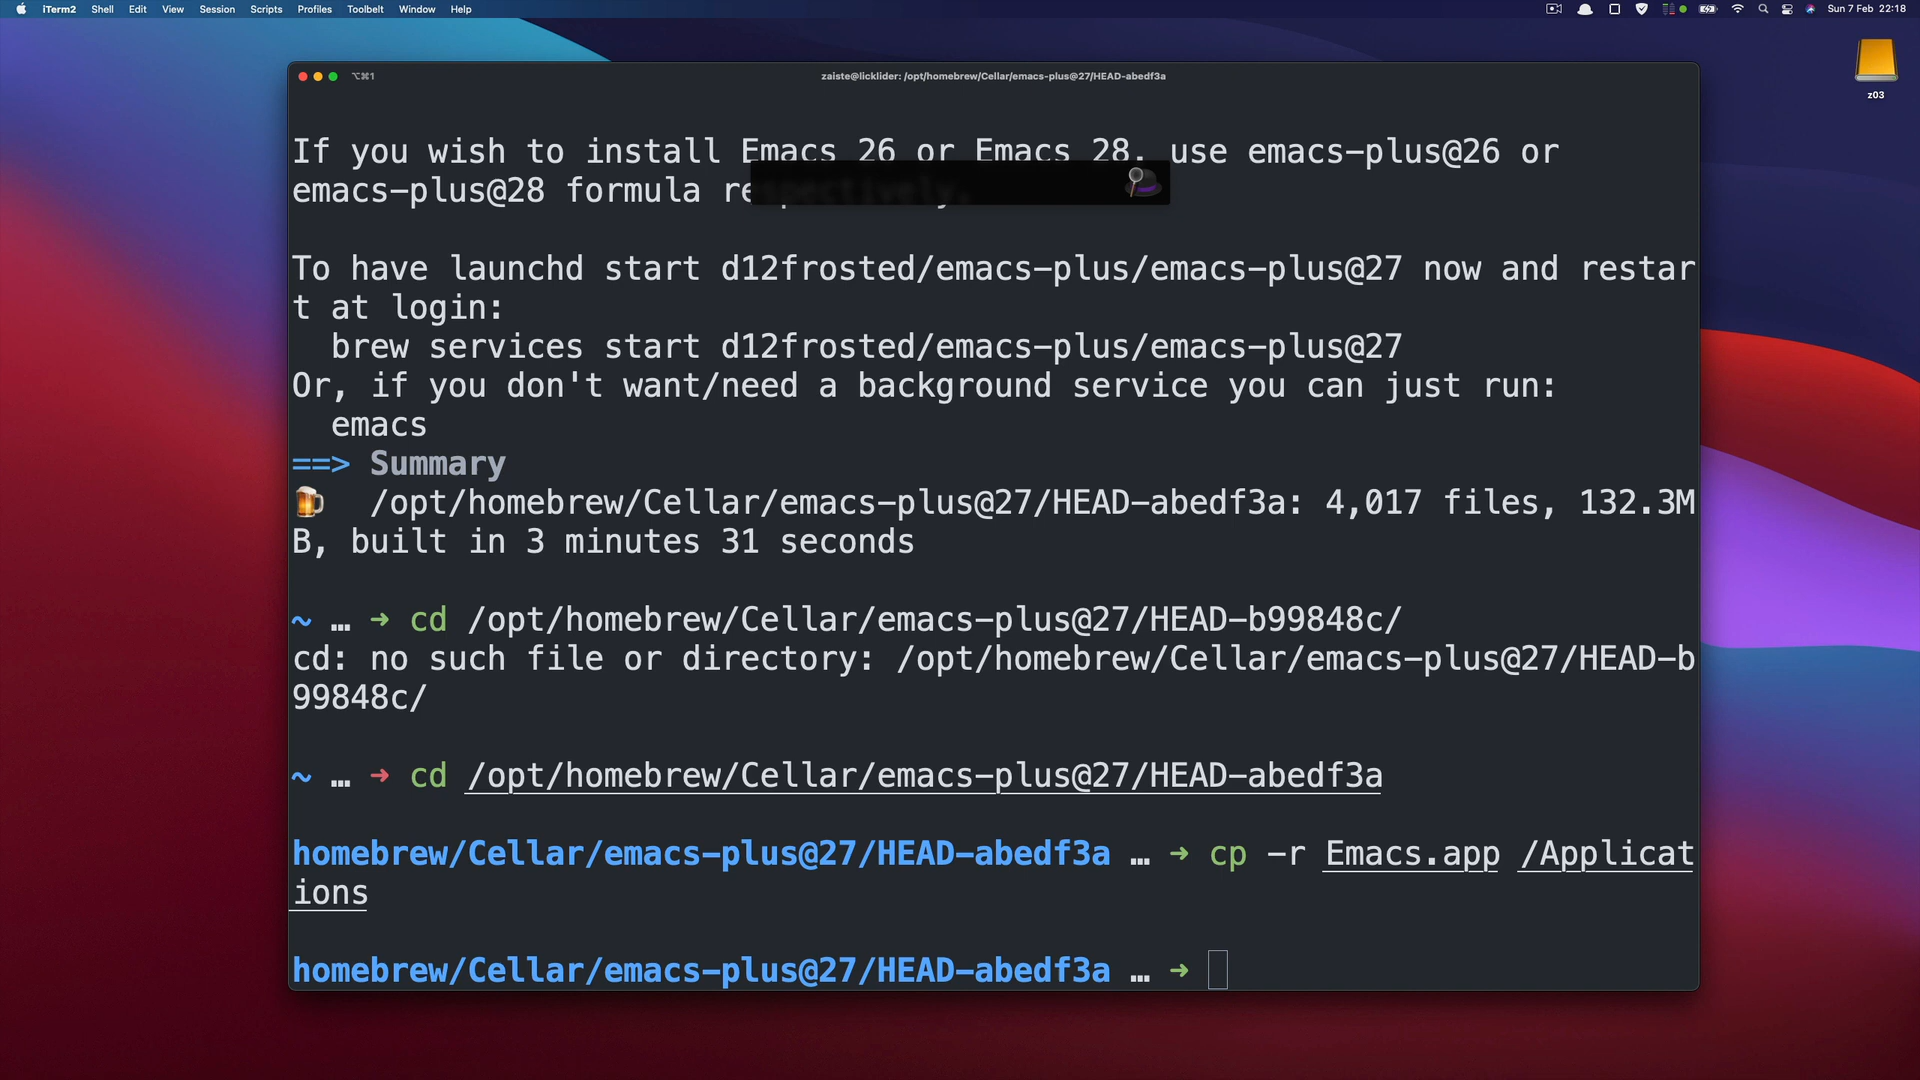 iTerm2 Shell Edit View Session Scripts Profiles Toolbelt Window Help Sun 7 Feb 22:18
⌥⌘1 zaiste@licklider: /opt/homebrew/Cellar/emacs-plus@27/HEAD-abedf3a
z03
If you wish to install Emacs 26 or Emacs 28, use emacs-plus@26 or
emacs-plus@28 formula respectively.
To have launchd start d12frosted/emacs-plus/emacs-plus@27 now and restar
t at login:
brew services start d12frosted/emacs-plus/emacs-plus@27
Or, if you don't want/need a background service you can just run:
emacs
==> Summary
🍺 /opt/homebrew/Cellar/emacs-plus@27/HEAD-abedf3a: 4,017 files, 132.3M
B, built in 3 minutes 31 seconds
~ … ➜ cd /opt/homebrew/Cellar/emacs-plus@27/HEAD-b99848c/
cd: no such file or directory: /opt/homebrew/Cellar/emacs-plus@27/HEAD-b
99848c/
~ … ➜ cd /opt/homebrew/Cellar/emacs-plus@27/HEAD-abedf3a
homebrew/Cellar/emacs-plus@27/HEAD-abedf3a … ➜ cp -r Emacs.app /Applicat
ions
homebrew/Cellar/emacs-plus@27/HEAD-abedf3a … ➜